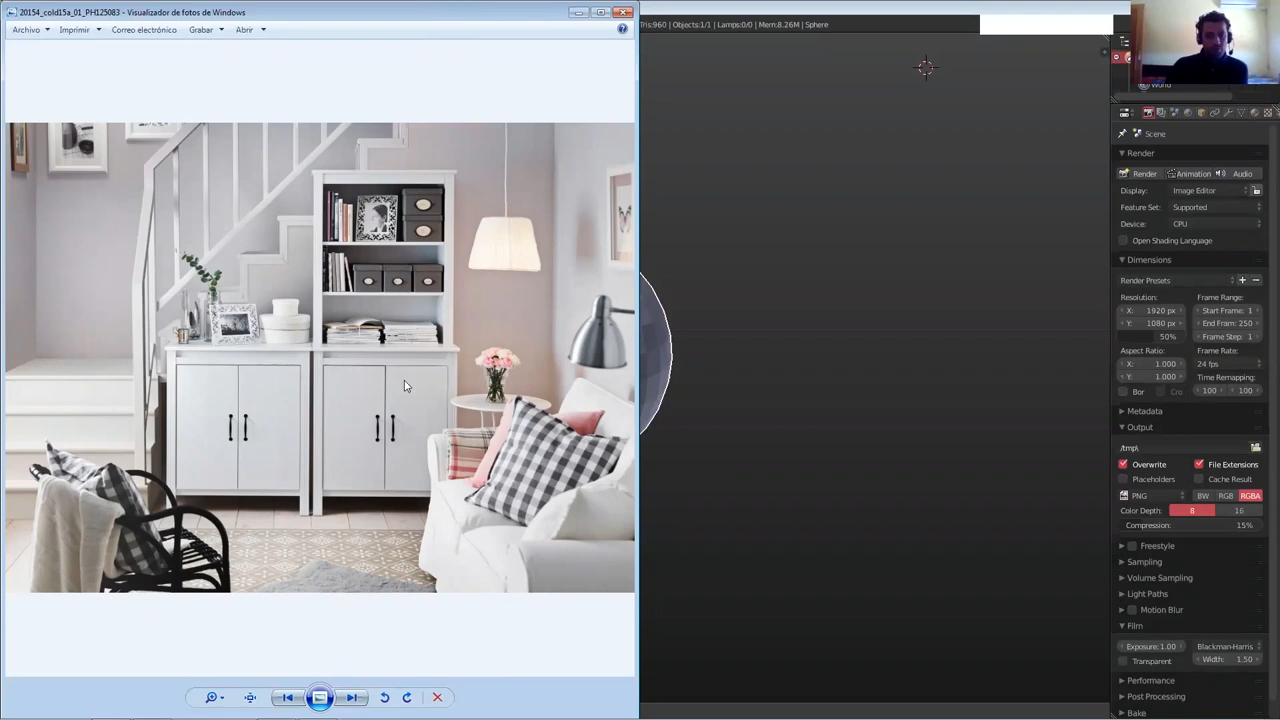 20154_cold15a_01_PH125083 - Visualizador de fotos de Windows
Archivo Imprimir Correo electrónico Grabar Abrir
Tris:960 | Objects:1/1 | Lamps:0/0 | Mem:8.26M | Sphere
World
Scene
Render
Render Animation Audio
Display: Image Editor
Feature Set: Supported
Device: CPU
Open Shading Language
Dimensions
Render Presets
Resolution: Frame Range:
X: 1920 px Start Frame: 1
Y: 1080 px End Fram: 250
50% Frame Step: 1
Aspect Ratio: Frame Rate:
X: 1.000 24 fps
Y: 1.000 Time Remapping:
Bor Cro 100 100
Metadata
Output
/tmp\
Overwrite File Extensions
Placeholders Cache Result
PNG BW RGB RGBA
Color Depth: 8 16
Compression: 15%
Freestyle
Sampling
Volume Sampling
Light Paths
Motion Blur
Film
Exposure: 1.00 Blackman-Harris
Transparent Width: 1.50
Performance
Post Processing
Bake